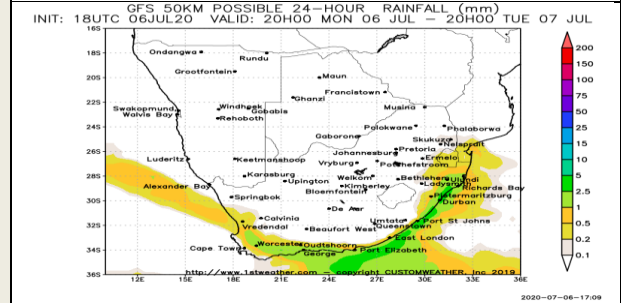 GFS 50KM POSSIBLE 24-HOUR RAINFALL (mm)
INIT: 18UTC 06JUL20 VALID: 20H00 MON 06 JUL – 20H00 TUE 07 JUL
16S
18S
20S
22S
24S
26S
28S
30S
32S
34S
36S
Ondangwa
Rundu
Grootfontein
Maun
Francistown
Ghanzi
Swakopmund
Walvis Bay
Windhoek
Gobabis
Rehoboth
Musina
Polokwane
Phalaborwa
Gaborone
Skukuza
Nelspruit
Johannesburg
Pretoria
Luderitz
Keetmanshoop
Vryburg
Potchefstroom
Ermelo
Karasburg
Upington
Welkom
Bethlehem
Ulundi
Alexander Bay
Kimberley
Ladysmith
Richards Bay
Springbok
Bloemfontein
Pietermaritzburg
Durban
De Aar
Calvinia
Umtata
Port St Johns
Vredendal
Beaufort West
Queenstown
Cape Town
Worcester
Oudtshoorn
East London
George
Port Elizabeth
http://www.1stweather.com – copyright CUSTOMWEATHER, Inc 2019
12E
15E
18E
21E
24E
27E
30E
33E
36E
200
150
100
75
50
25
15
10
5
2.5
1
0.5
0.2
0.1
2020-07-06-17:09